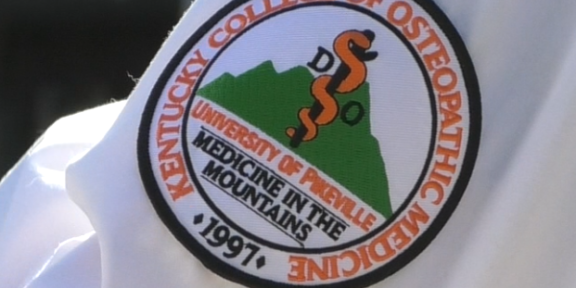 KENTUCKY COLLEGE OF OSTEOPATHIC MEDICINE
D O
UNIVERSITY OF PIKEVILLE
MEDICINE IN THE
MOUNTAINS
1997